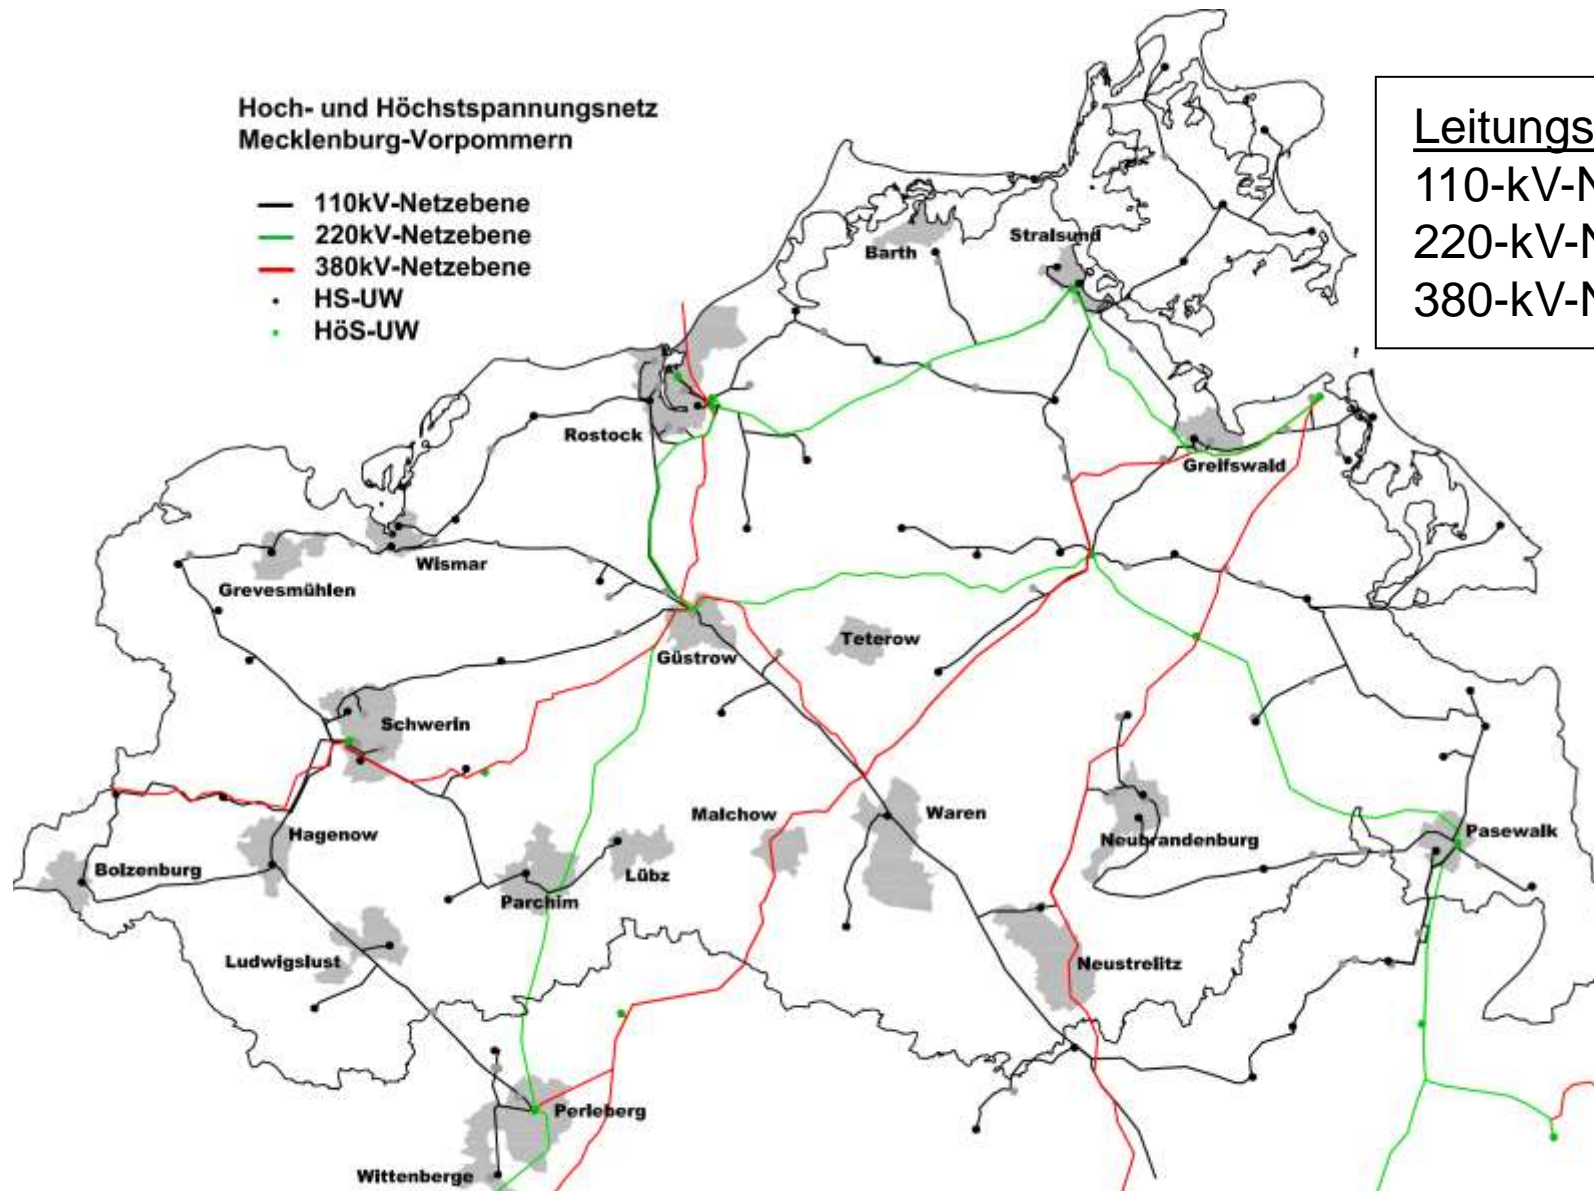 Hoch- und Höchstspannungsnetz
Mecklenburg-Vorpommern
110kV-Netzebene
220kV-Netzebene
380kV-Netzebene
HS-UW
HöS-UW
Leitungs
110-kV-N
220-kV-N
380-kV-N
Stralsund
Barth
Rostock
Greifswald
Wismar
Grevesmühlen
Teterow
Güstrow
Schwerin
Malchow
Waren
Hagenow
Neubrandenburg
Pasewalk
Boizenburg
Lübz
Parchim
Ludwigslust
Neustrelitz
Perleberg
Wittenberge